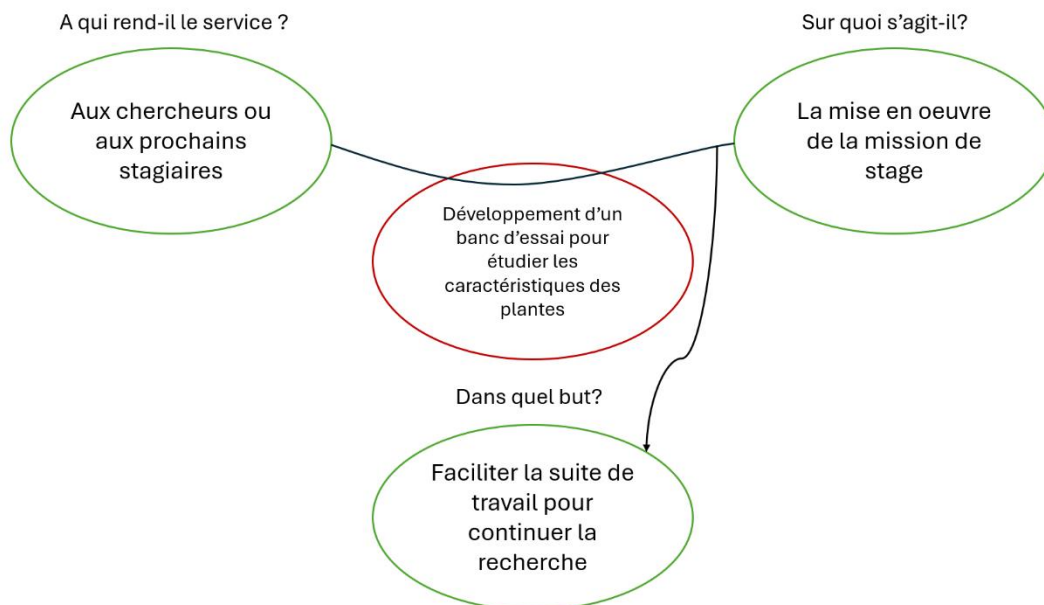 A qui rend-il le service ?
Sur quoi s’agit-il?
Aux chercheurs ou
aux prochains
stagiaires
La mise en oeuvre
de la mission de
stage
Développement d’un
banc d’essai pour
étudier les
caractéristiques des
plantes
Dans quel but?
Faciliter la suite de
travail pour
continuer la
recherche